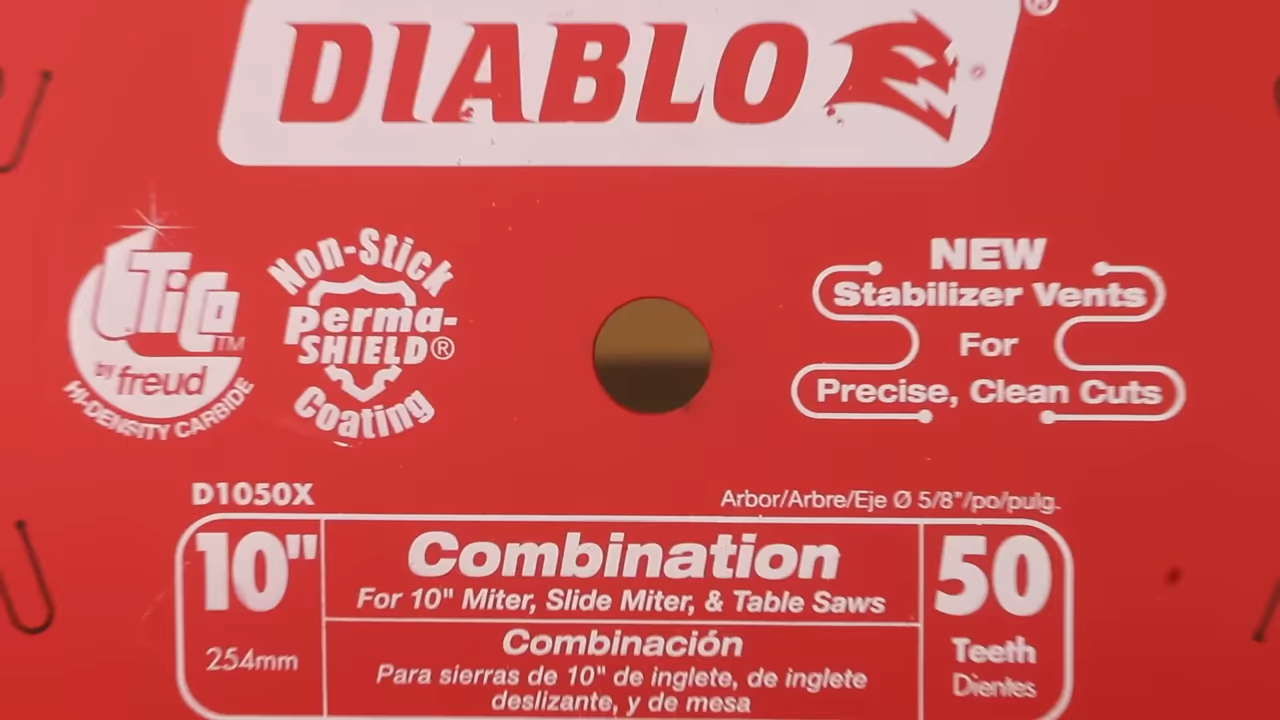 DIABLO®
TiCo™
by freud
HI-DENSITY CARBIDE
Non-Stick
Perma-
SHIELD®
Coating
NEW
Stabilizer Vents
For
Precise, Clean Cuts
D1050X
Arbor/Arbre/Eje Ø 5/8"/po/pulg.
10"
254mm
Combination
For 10" Miter, Slide Miter, & Table Saws
Combinación
Para sierras de 10" de inglete, de inglete
deslizante, y de mesa
50
Teeth
Dientes